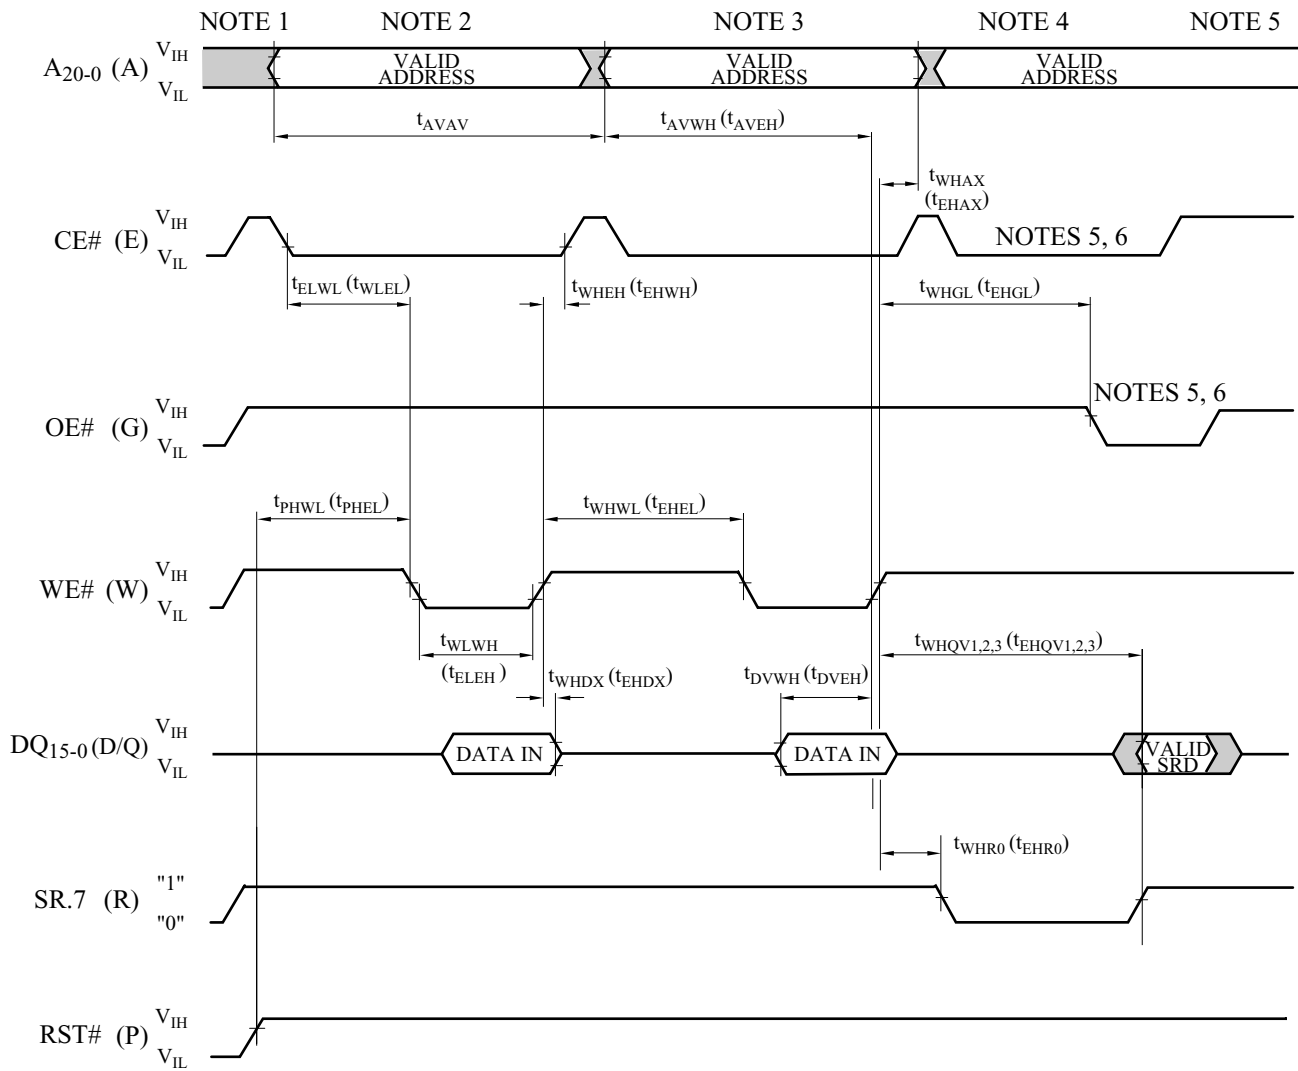 NOTE 1 NOTE 2 NOTE 3 NOTE 4 NOTE 5
A20-0 (A) VIH VIL VALID ADDRESS VALID ADDRESS VALID ADDRESS
tAVAV tAVWH (tAVEH)
tWHAX (tEHAX)
CE# (E) VIH VIL NOTES 5, 6
tELWL (tWLEL) tWHEH (tEHWH) tWHGL (tEHGL)
OE# (G) VIH VIL NOTES 5, 6
tPHWL (tPHEL) tWHWL (tEHEL)
WE# (W) VIH VIL
tWLWH (tELEH) tWHDX (tEHDX) tDVWH (tDVEH) tWHQV1,2,3 (tEHQV1,2,3)
DQ15-0 (D/Q) VIH VIL DATA IN DATA IN VALID SRD
tWHR0 (tEHR0)
SR.7 (R) "1" "0"
RST# (P) VIH VIL